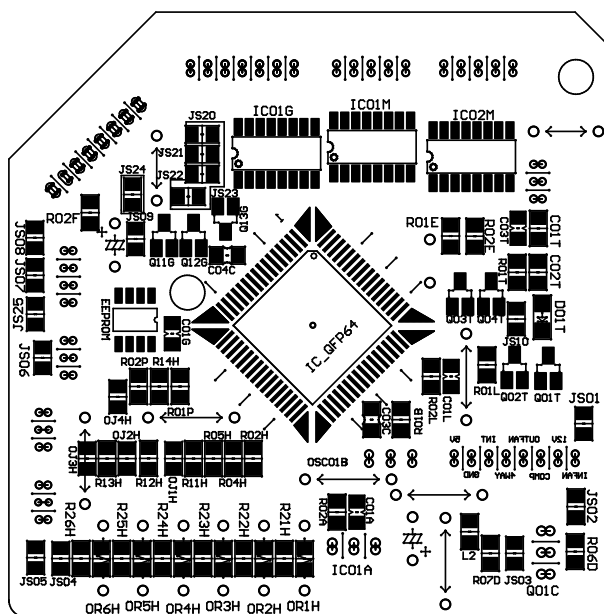 JS20
IC01G
IC01M
IC02M
JS21
JS24
JS22
JS23
R02F
JS09
Q13G
R01E
R02E
C03T
C01T
JS08
Q11G
Q12G
C04C
JS07
R01T
C02T
JS25
EEPROM
C01G
IC_QFP64
Q03T
Q04T
JS10
D01T
JS06
R02P
R14H
R01P
OJ4H
R02L
C01L
R01L
Q02T
Q01T
JS01
C03C
R01B
OJ3H
OJ2H
R13H
R12H
OJ1H
R11H
R05H
R04H
R02H
OSC01B
5V
GND
INT
4WAY
OUTFAN
COMP
12V
INFAN
R26H
R25H
R24H
R23H
R22H
R21H
R02A
C01A
JS02
IC01A
L2
R07D
JS03
R06D
Q01C
JS05
JS04
OR6H
OR5H
OR4H
OR3H
OR2H
OR1H